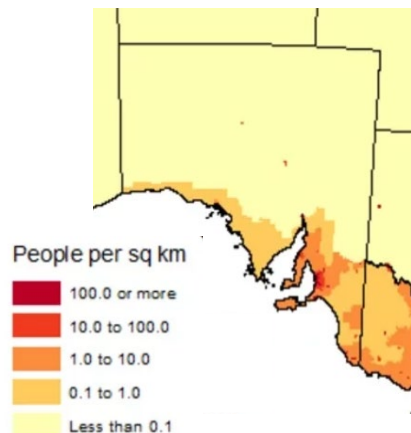 People per sq km
100.0 or more
10.0 to 100.0
1.0 to 10.0
0.1 to 1.0
Less than 0.1